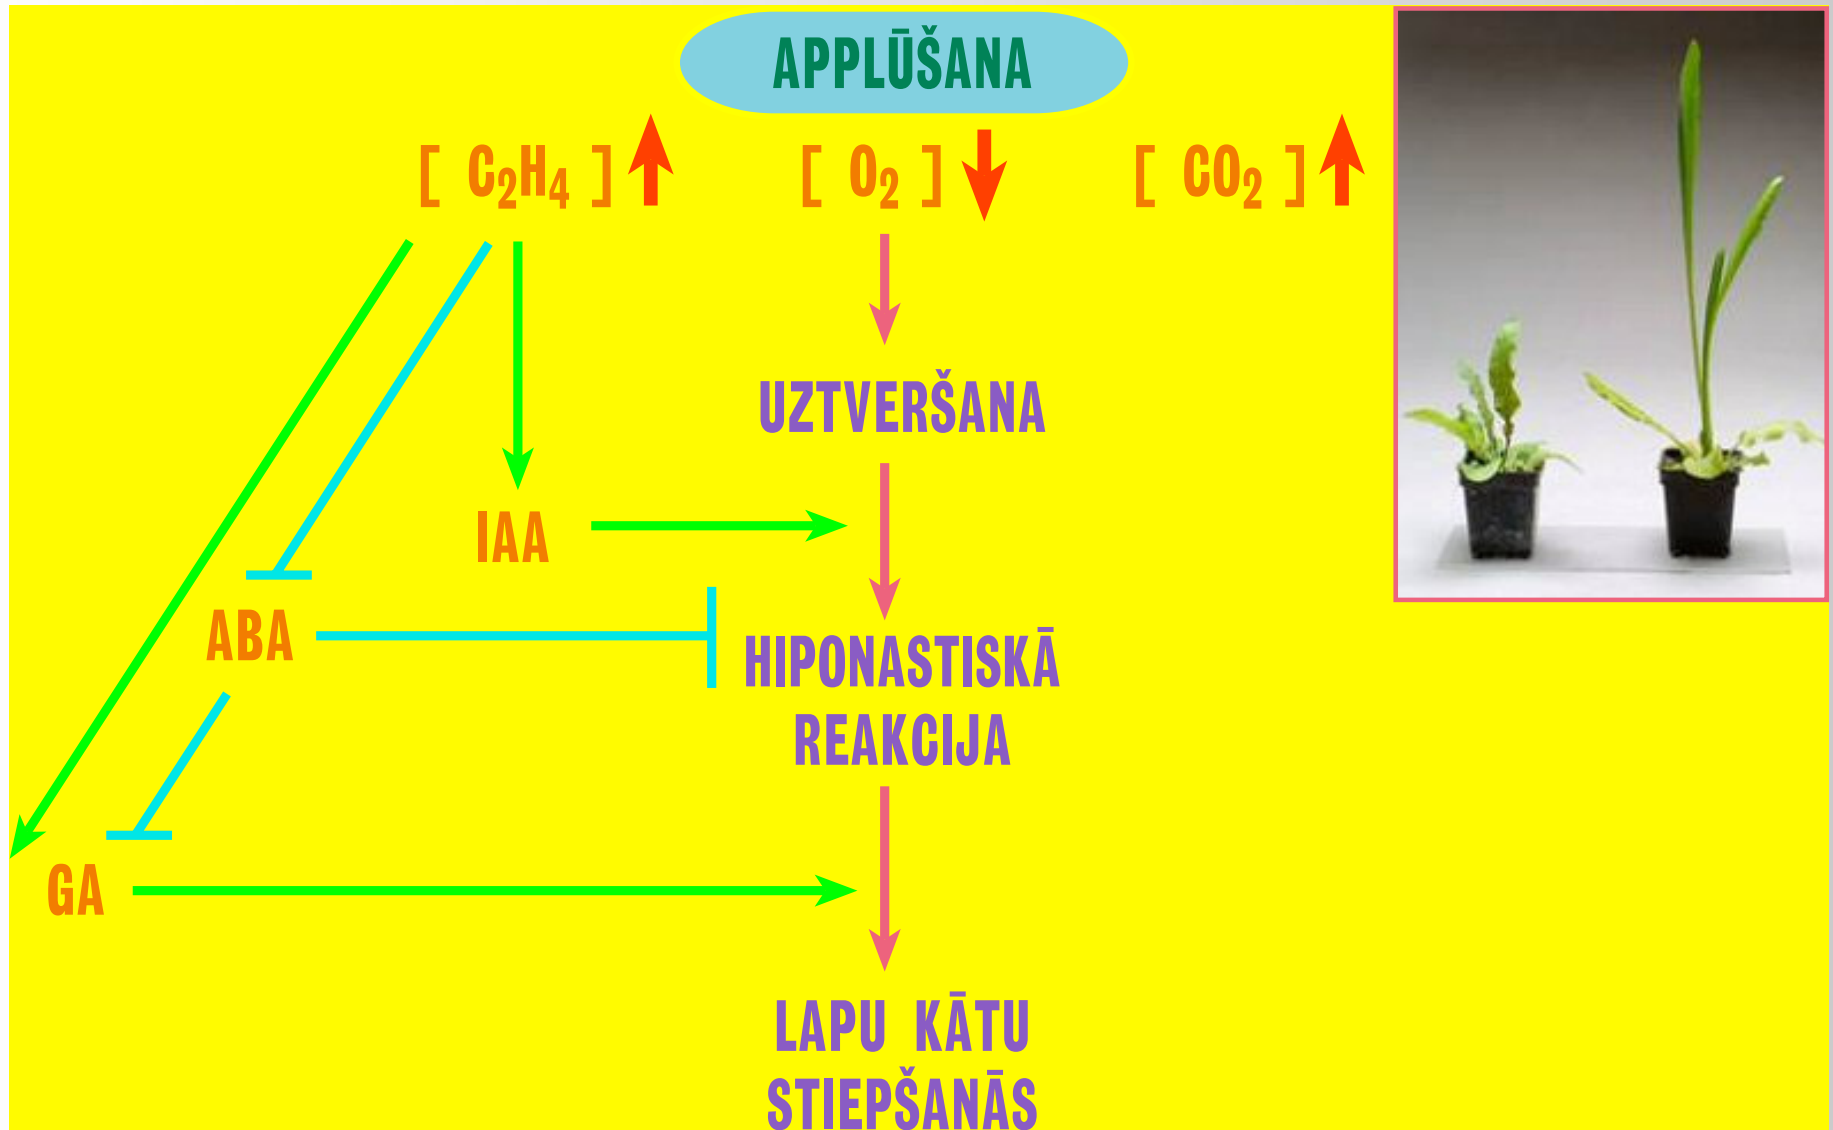 APPLŪŠANA
[ C₂H₄ ] [ O₂ ] [ CO₂ ]
UZTVERŠANA
IAA
ABA
HIPONASTISKĀ
REAKCIJA
GA
LAPU KĀTU
STIEPŠANĀS